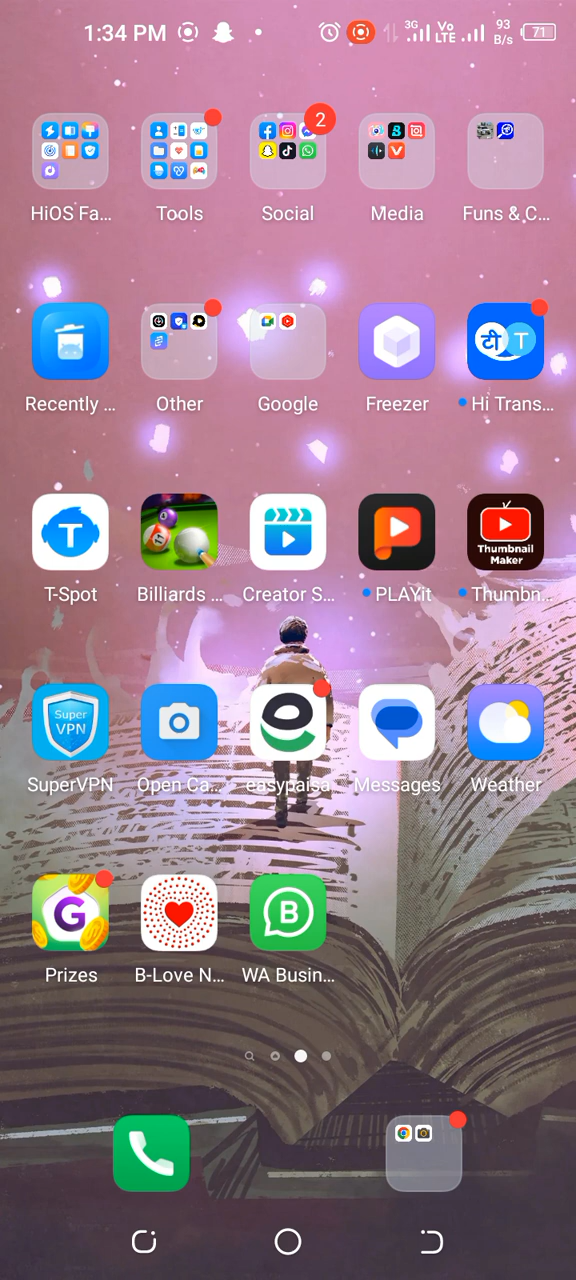 1:34 PM
3G
Vo
LTE
93
B/s
71
2
HiOS Fa...
Tools
Social
Media
Funs & C...
टी T
Recently ...
Other
Google
Freezer
Hi Trans...
T
11
Thumbnail
Maker
T-Spot
Billiards ...
Creator S...
PLAYit
Thumbn...
Super
VPN
e
SuperVPN
Open Ca...
easypaisa
Messages
Weather
G
B
Prizes
B-Love N...
WA Busin...